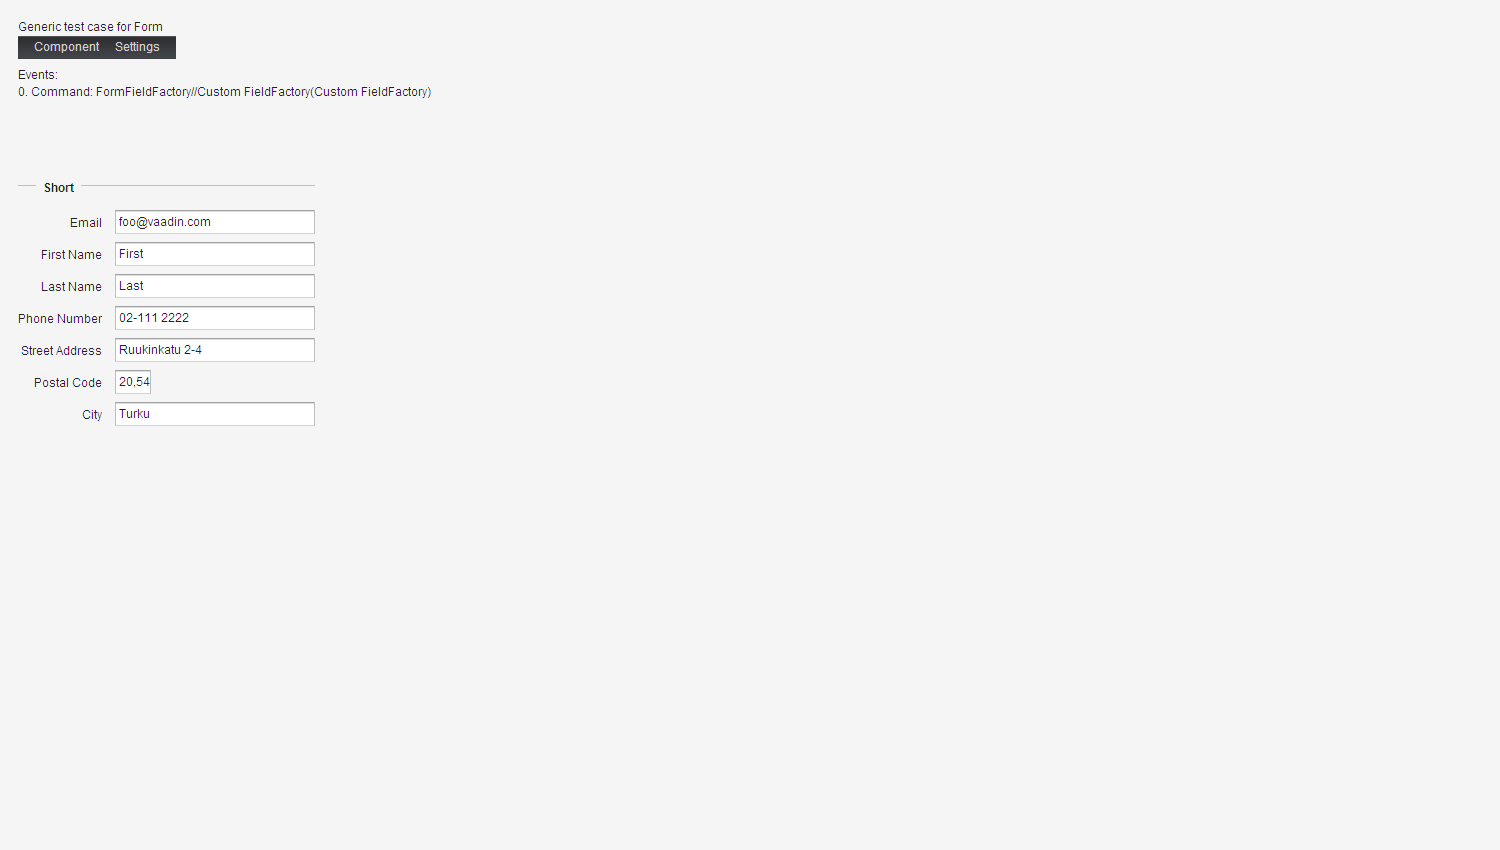 Generic test case for Form
Component Settings
Events:
0. Command: FormFieldFactory//Custom FieldFactory(Custom FieldFactory)
Short
Email foo@vaadin.com
First Name First
Last Name Last
Phone Number 02-111 2222
Street Address Ruukinkatu 2-4
Postal Code 20,54
City Turku